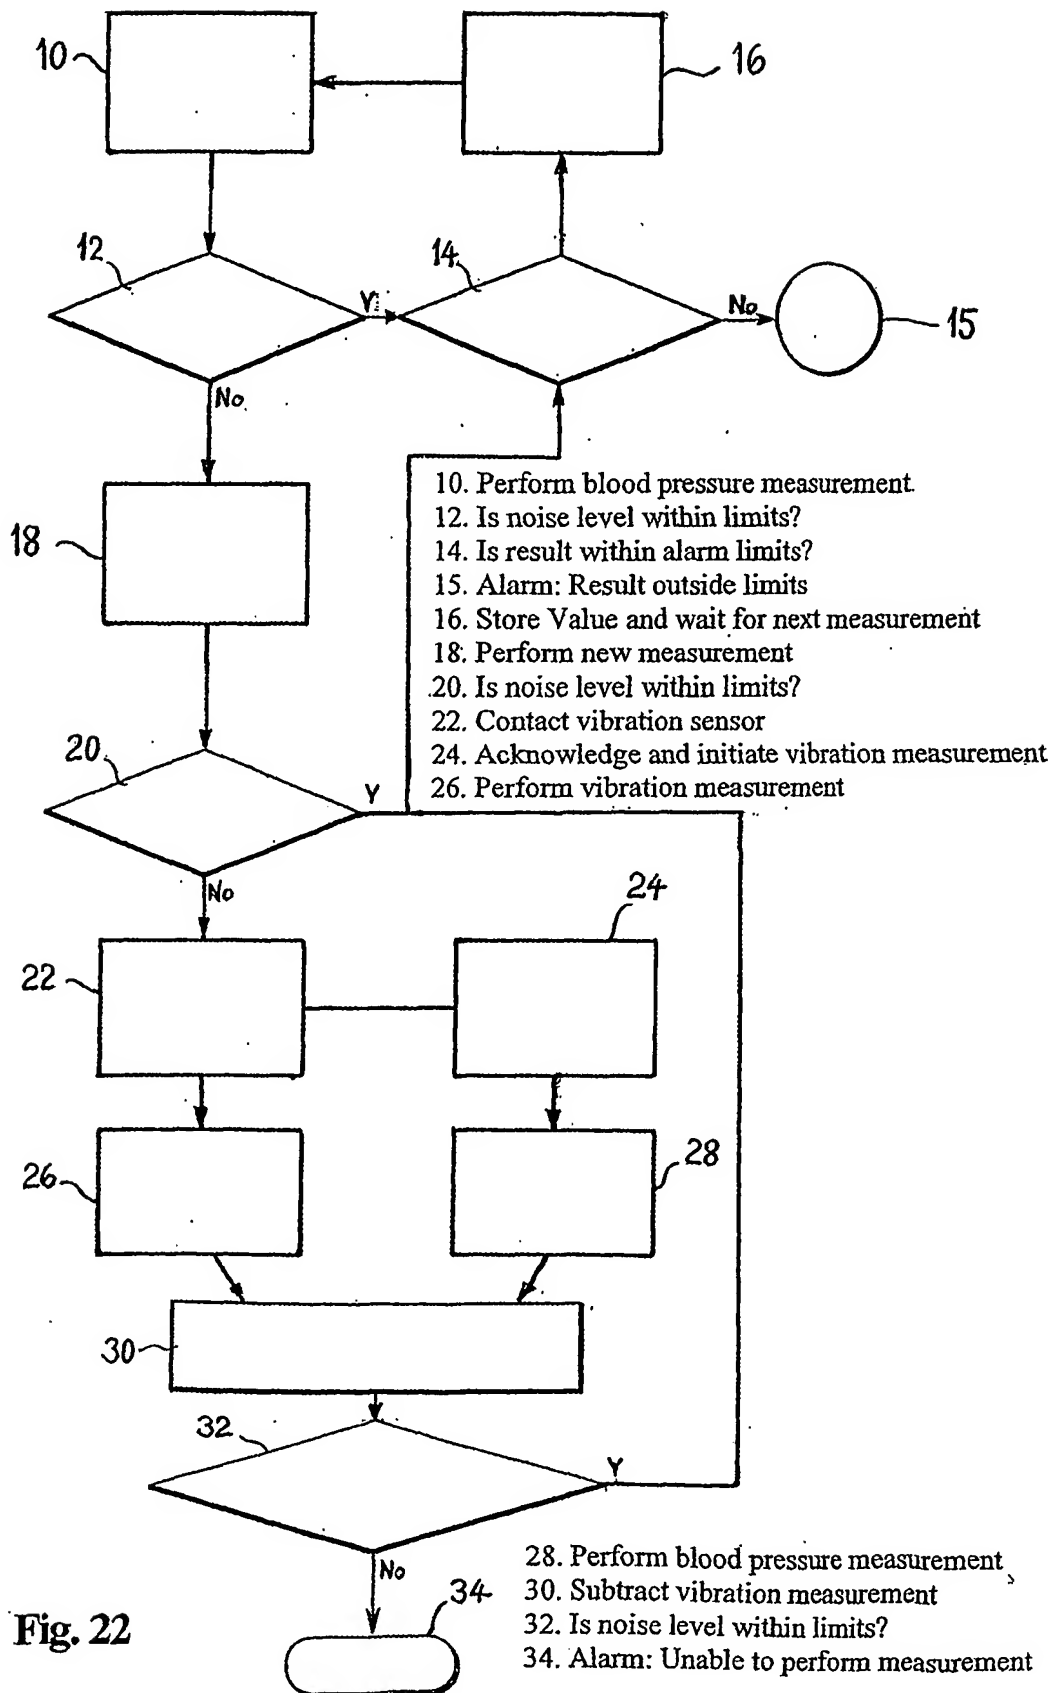 10
16
12
14
Y
No
15
No
10. Perform blood pressure measurement.
12. Is noise level within limits?
14. Is result within alarm limits?
15. Alarm: Result outside limits
16. Store Value and wait for next measurement
18
18. Perform new measurement
20. Is noise level within limits?
22. Contact vibration sensor
24. Acknowledge and initiate vibration measurement
26. Perform vibration measurement
20
Y
No
24
22
26
28
30
32
Y
No
34
28. Perform blood pressure measurement
30. Subtract vibration measurement
32. Is noise level within limits?
34. Alarm: Unable to perform measurement
Fig. 22